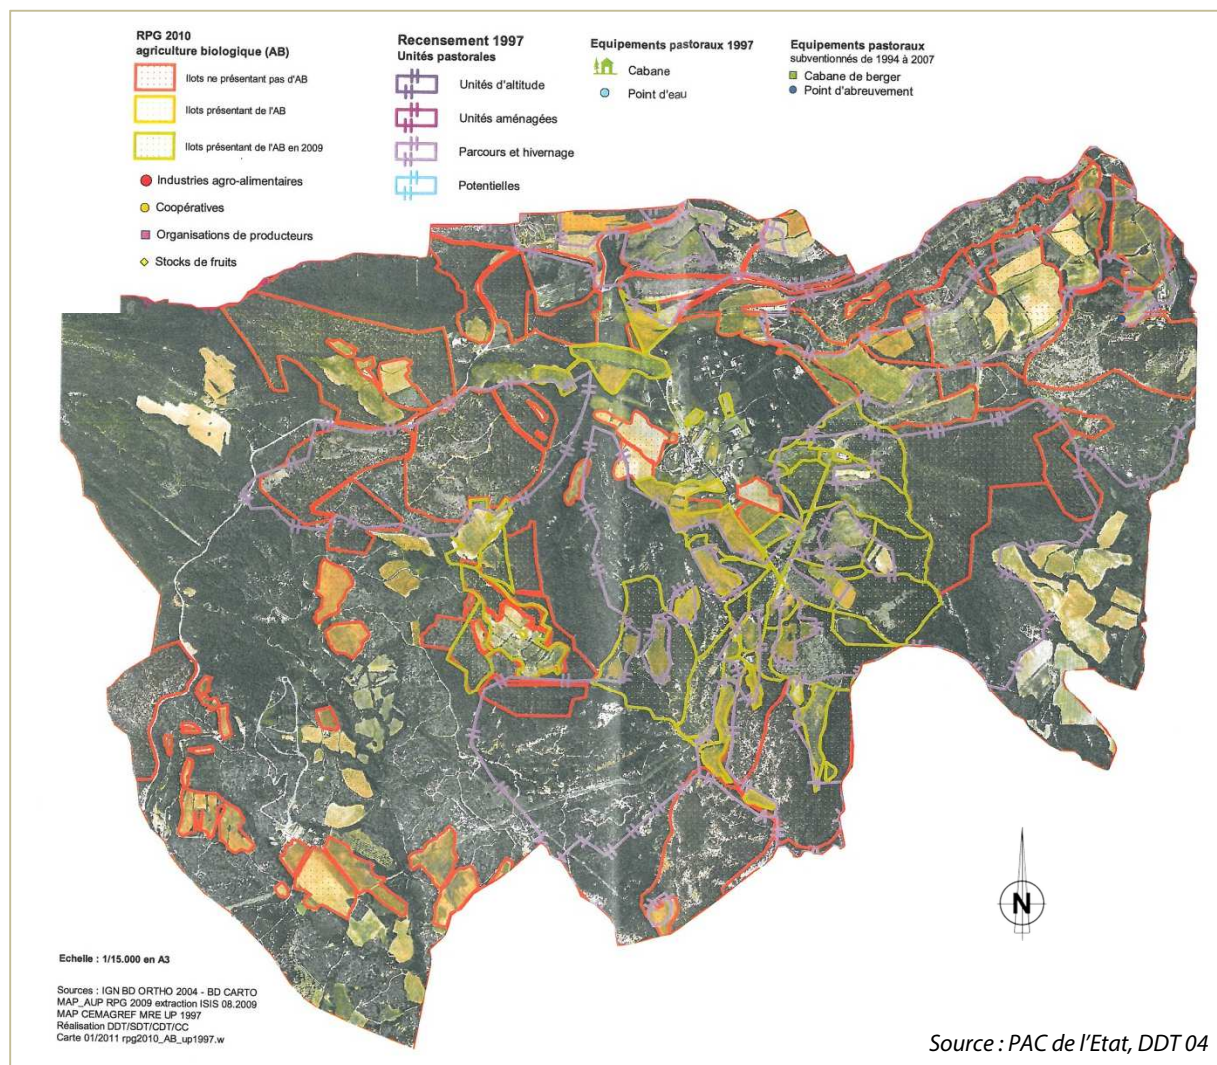 RPG 2010
agriculture biologique (AB)
Ilots ne présentant pas d'AB
Ilots présentant de l'AB
Ilots présentant de l'AB en 2009
Industries agro-alimentaires
Coopératives
Organisations de producteurs
Stocks de fruits
Recensement 1997
Unités pastorales
Unités d'altitude
Unités aménagées
Parcours et hivernage
Potentielles
Equipements pastoraux 1997
Cabane
Point d'eau
Equipements pastoraux
subventionnés de 1994 à 2007
Cabane de berger
Point d'abreuvement
N
Echelle : 1/15.000 en A3
Sources : IGN BD ORTHO 2004 - BD CARTO
MAP_AUP RPG 2009 extraction ISIS 08.2009
MAP CEMAGREF MRE UP 1997
Réalisation DDT/SDT/CDT/CC
Carte 01/2011 rpg2010_AB_up1997.w
Source : PAC de l'Etat, DDT 04